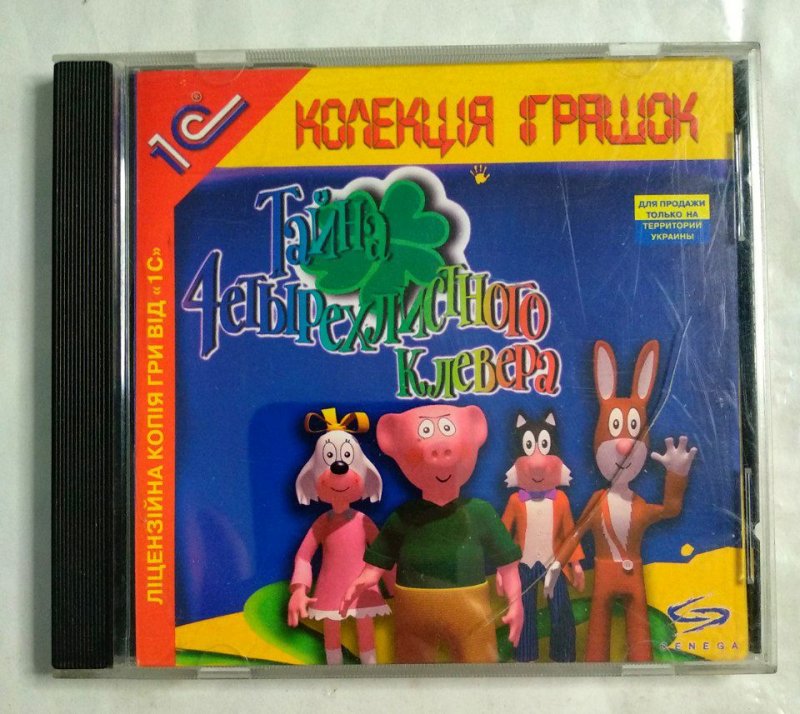 1С®
КОЛЕКЦІЯ ІГРАШОК
ЛІЦЕНЗІЙНА КОПІЯ ГРИ ВІД «1С»
Тайна
4етырехлистного
Клевера
ДЛЯ ПРОДАЖИ
ТОЛЬКО НА
ТЕРРИТОРИИ
УКРАИНЫ
SENEGA